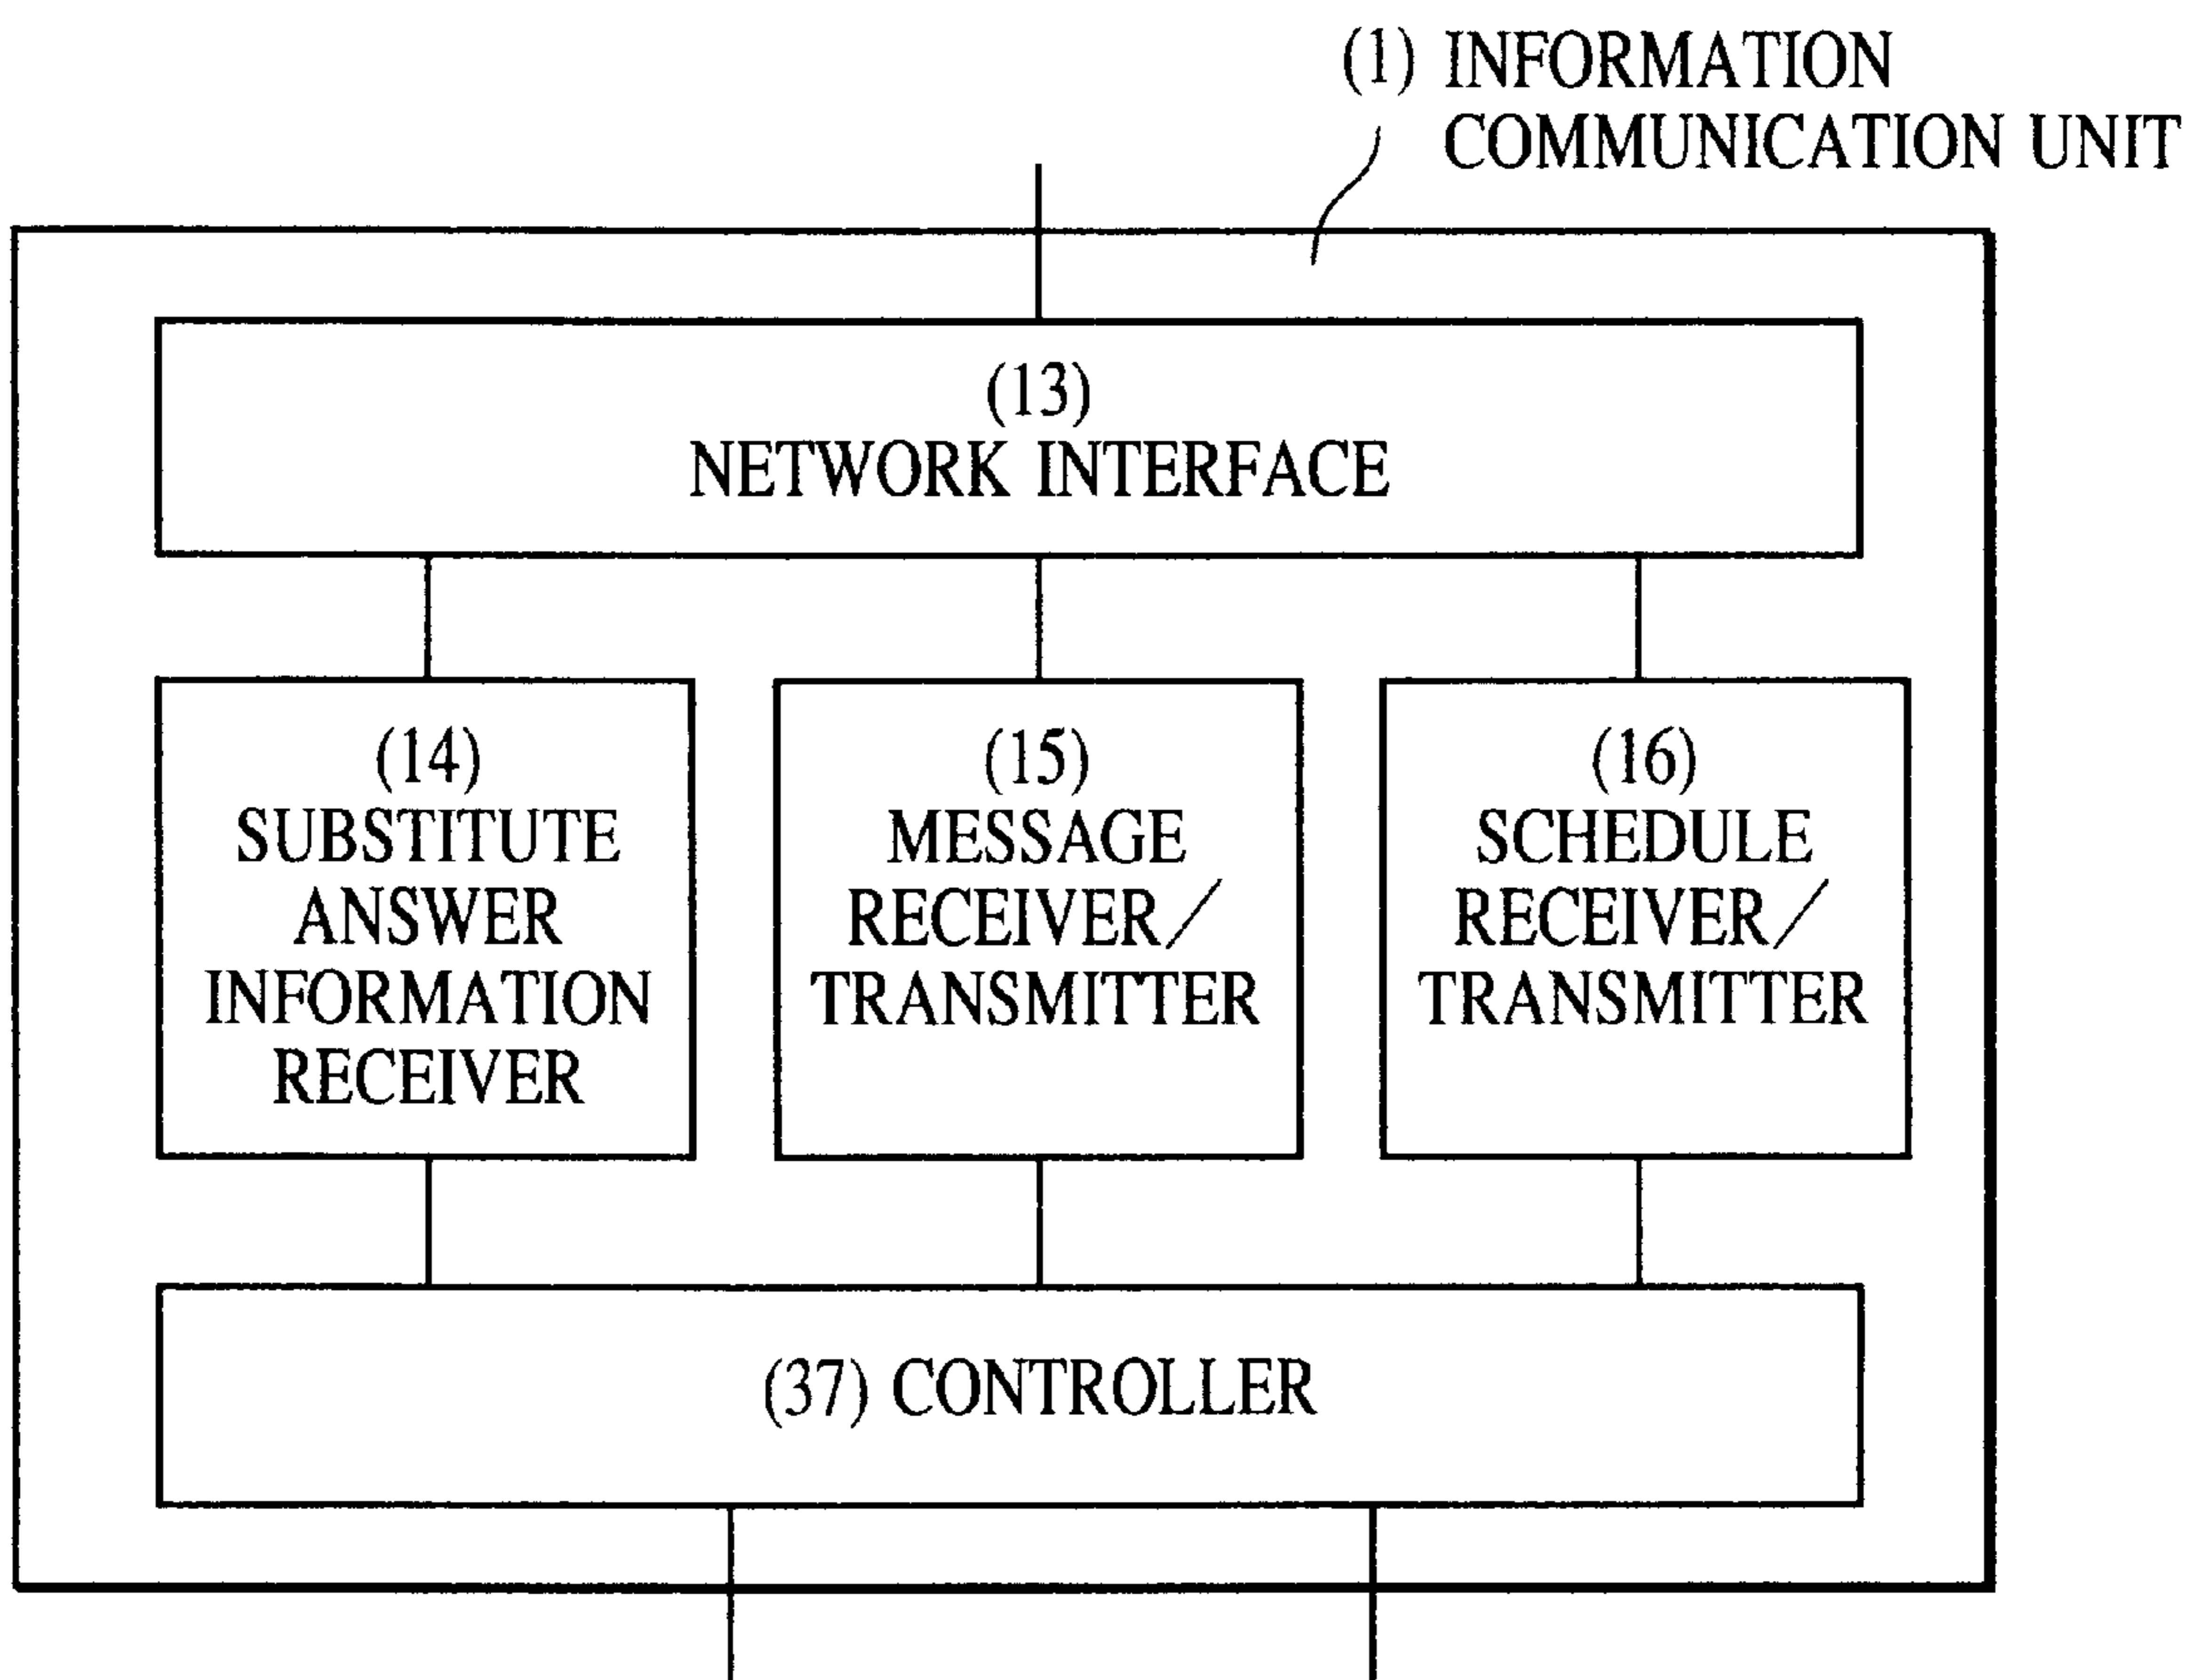 (1) INFORMATION
COMMUNICATION UNIT
(13)
NETWORK INTERFACE
(14)
SUBSTITUTE
ANSWER
INFORMATION
RECEIVER
(15)
MESSAGE
RECEIVER/
TRANSMITTER
(16)
SCHEDULE
RECEIVER/
TRANSMITTER
(37) CONTROLLER